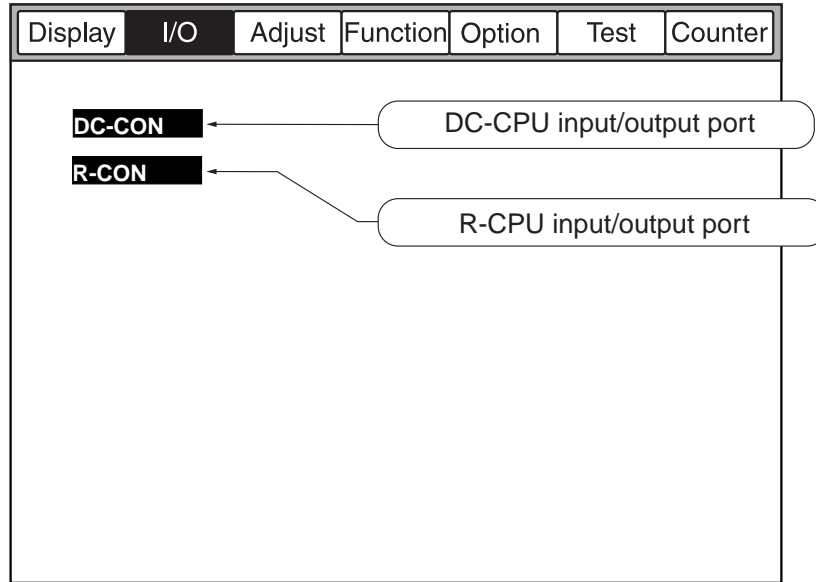 Display I/O Adjust Function Option Test Counter
DC-CON DC-CPU input/output port
R-CON
R-CPU input/output port